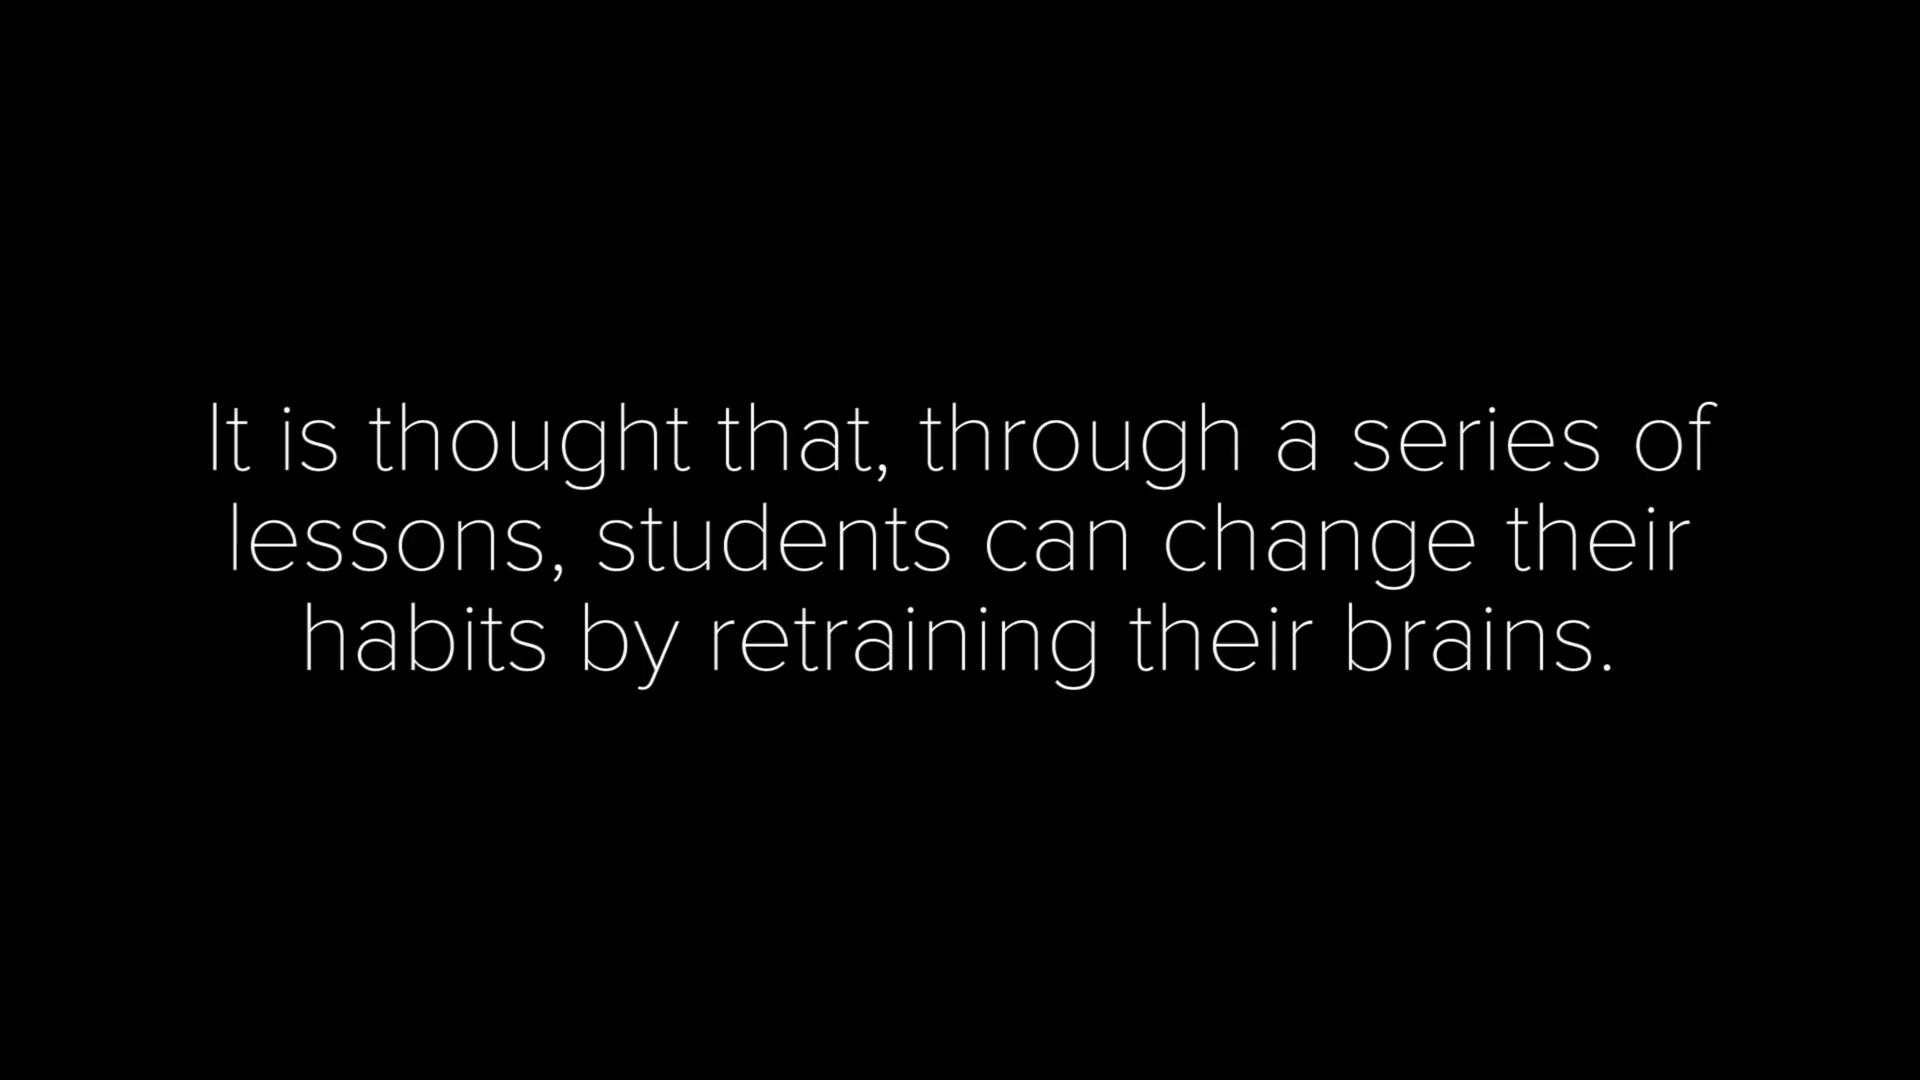 It is thought that, through a series of
lessons, students can change their
habits by retraining their brains.